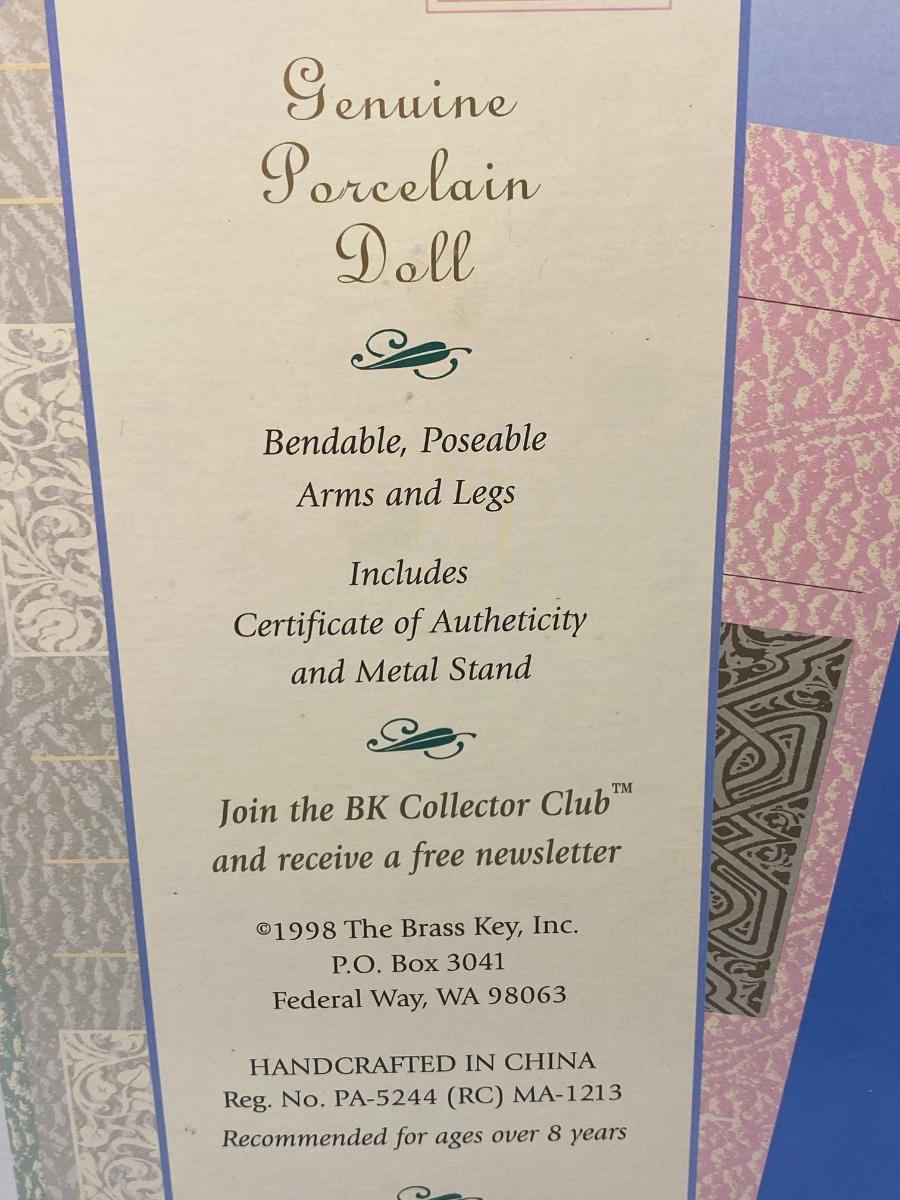 Genuine
Porcelain
Doll
Bendable, Poseable
Arms and Legs
Includes
Certificate of Autheticity
and Metal Stand
Join the BK Collector Club™
and receive a free newsletter
©1998 The Brass Key, Inc.
P.O. Box 3041
Federal Way, WA 98063
HANDCRAFTED IN CHINA
Reg. No. PA-5244 (RC) MA-1213
Recommended for ages over 8 years